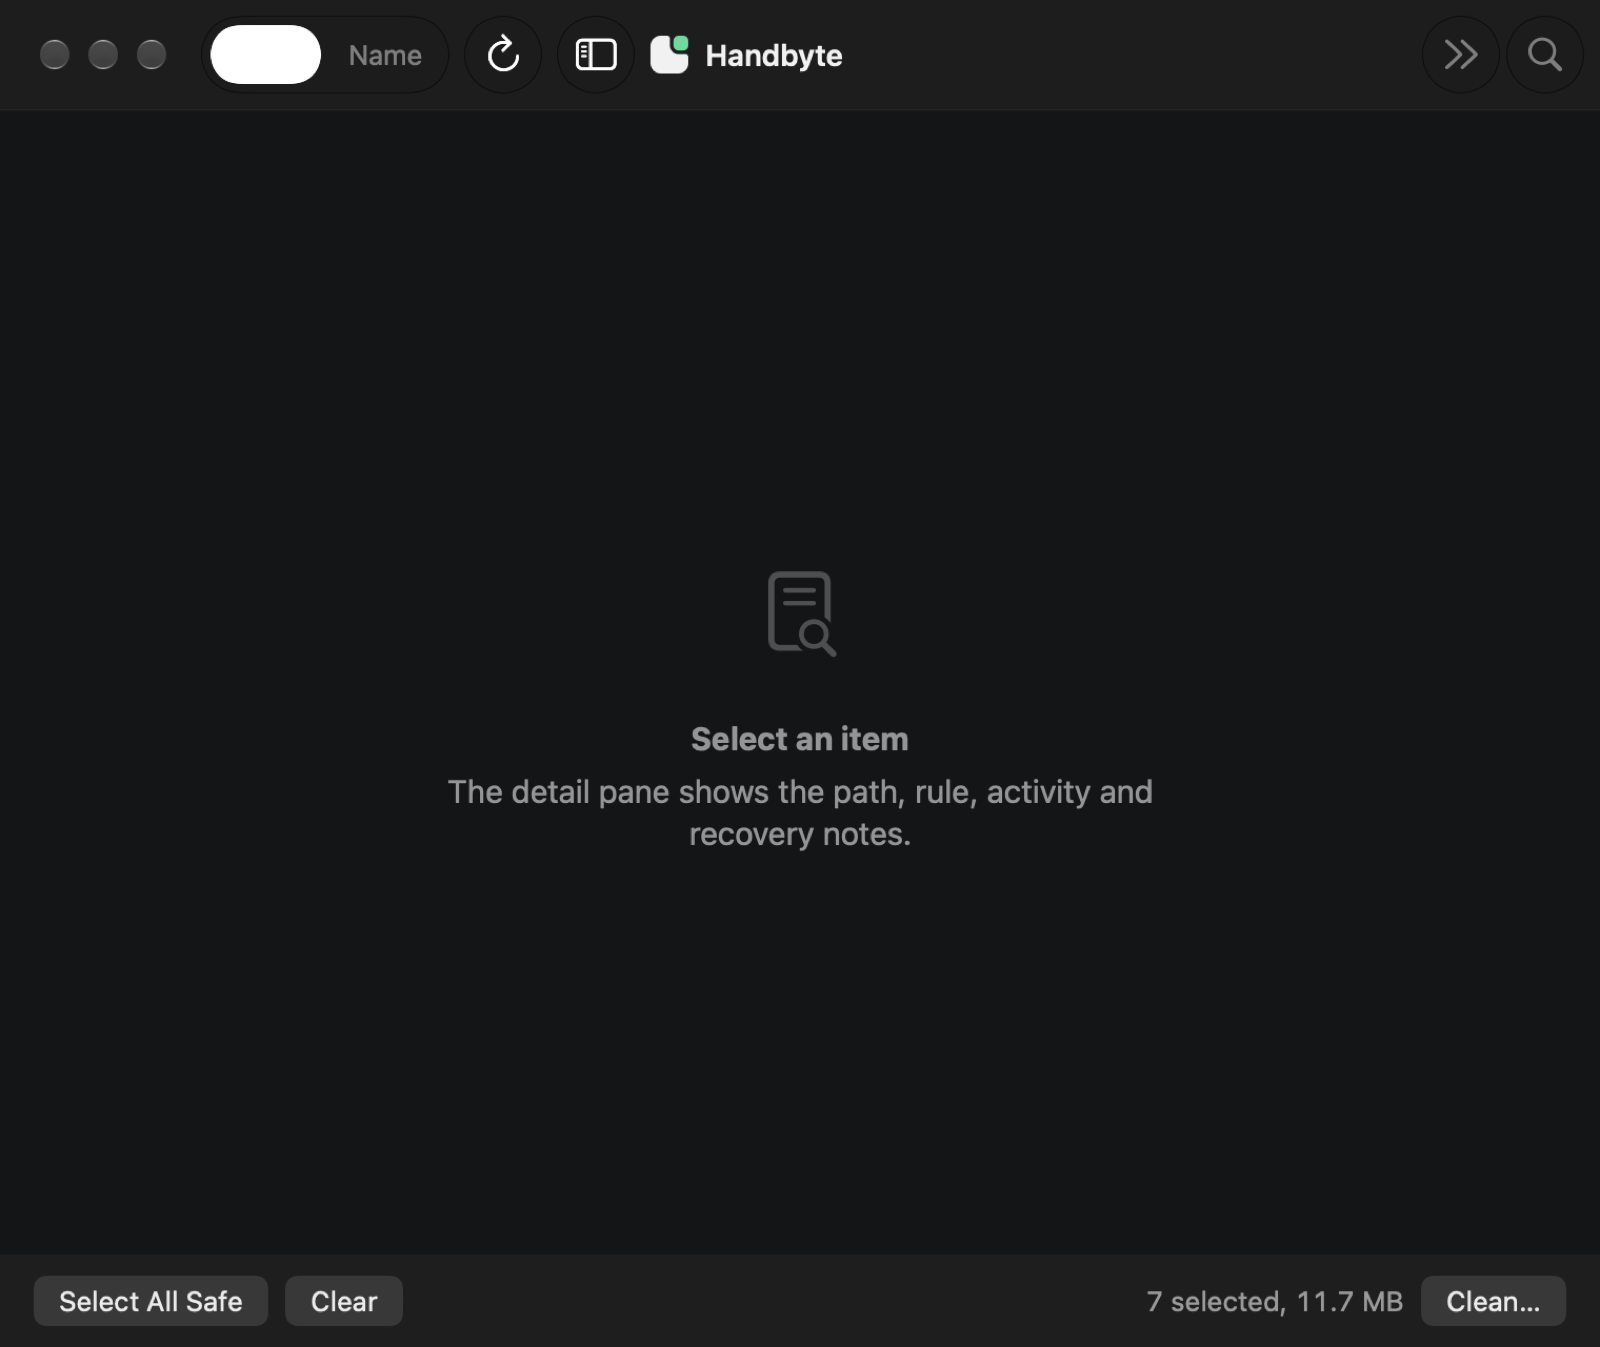 Name
Handbyte
Select an item
The detail pane shows the path, rule, activity and
recovery notes.
Select All Safe
Clear
7 selected, 11.7 MB
Clean...